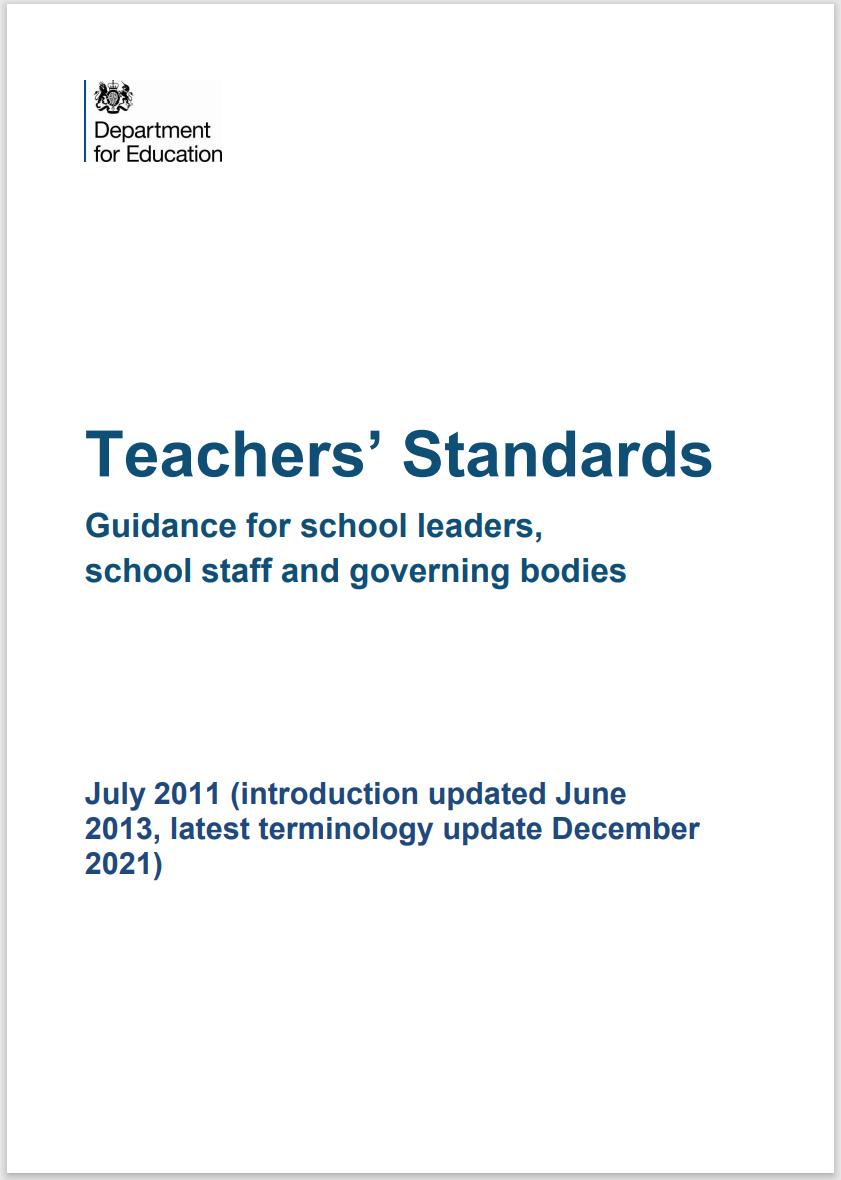 Department
for Education
Teachers’ Standards
Guidance for school leaders,
school staff and governing bodies
July 2011 (introduction updated June
2013, latest terminology update December
2021)